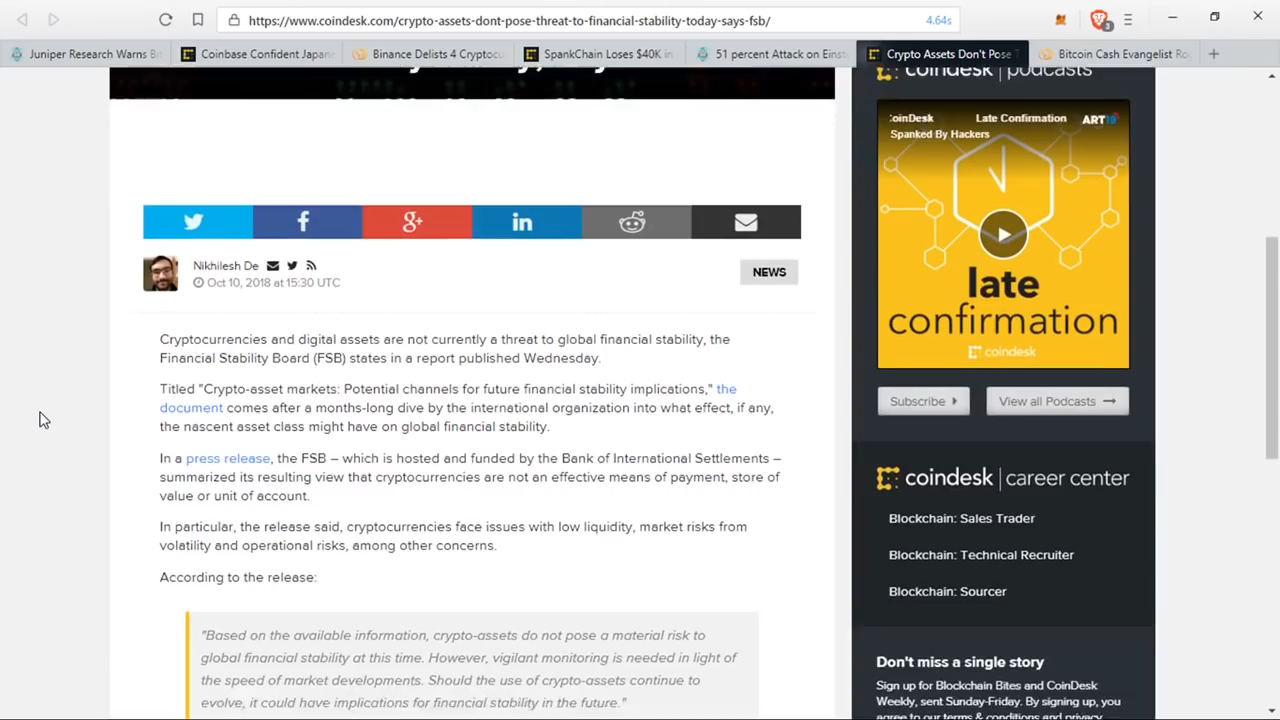 https://www.coindesk.com/crypto-assets-dont-pose-threat-to-financial-stability-today-says-fsb/
4.64s
3
Juniper Research Warns
Coinbase Confident Japan
Binance Delists 4 Cryptoc
SpankChain Loses $40K in
51 percent Attack on Einst
Crypto Assets Don't Pose T
Bitcoin Cash Evangelist Ro
coindesk | podcasts
CoinDesk
Late Confirmation
ART19
Spanked By Hackers
late
confirmation
coindesk
Subscribe
View all Podcasts
Nikhilesh De
Oct 10, 2018 at 15:30 UTC
NEWS
Cryptocurrencies and digital assets are not currently a threat to global financial stability, the
Financial Stability Board (FSB) states in a report published Wednesday.
Titled "Crypto-asset markets: Potential channels for future financial stability implications," the
document comes after a months-long dive by the international organization into what effect, if any,
the nascent asset class might have on global financial stability.
In a press release, the FSB – which is hosted and funded by the Bank of International Settlements –
summarized its resulting view that cryptocurrencies are not an effective means of payment, store of
value or unit of account.
In particular, the release said, cryptocurrencies face issues with low liquidity, market risks from
volatility and operational risks, among other concerns.
According to the release:
"Based on the available information, crypto-assets do not pose a material risk to
global financial stability at this time. However, vigilant monitoring is needed in light of
the speed of market developments. Should the use of crypto-assets continue to
evolve, it could have implications for financial stability in the future."
coindesk | career center
Blockchain: Sales Trader
Blockchain: Technical Recruiter
Blockchain: Sourcer
Don't miss a single story
Sign up for Blockchain Bites and CoinDesk
Weekly, sent Sunday-Friday. By signing up, you
agree to our terms & conditions and privacy